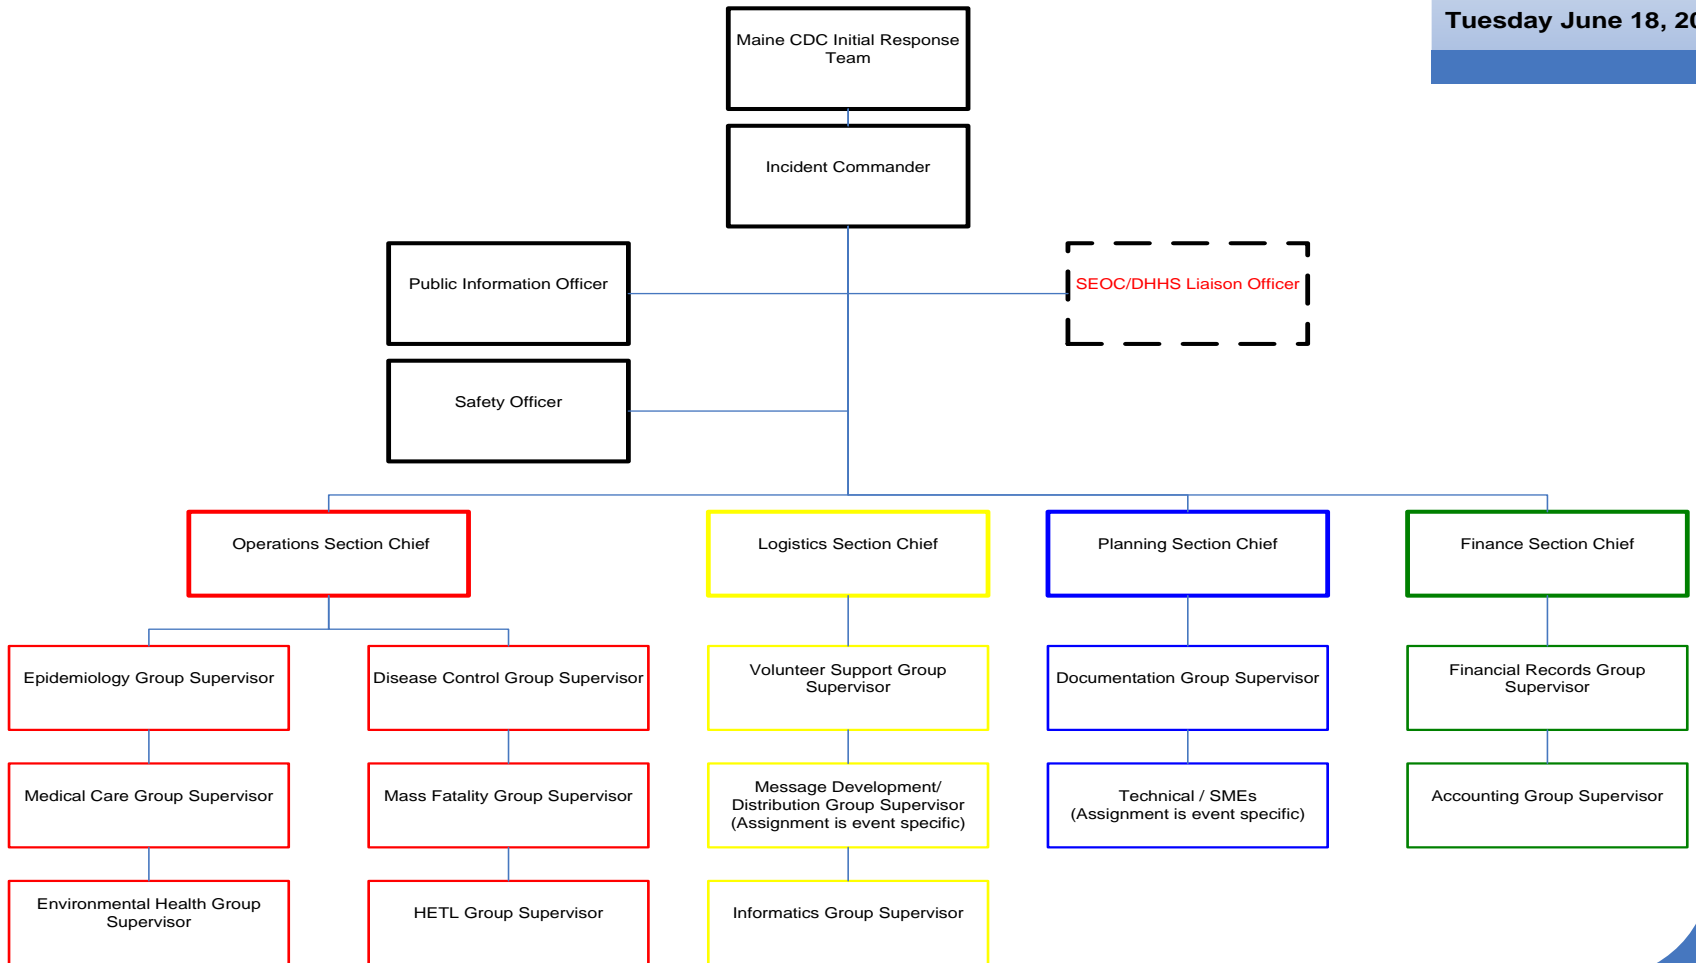 Tuesday June 18, 20
Maine CDC Initial Response
Team
Incident Commander
Public Information Officer
SEOC/DHHS Liaison Officer
Safety Officer
Operations Section Chief
Logistics Section Chief
Planning Section Chief
Finance Section Chief
Epidemiology Group Supervisor
Disease Control Group Supervisor
Volunteer Support Group
Supervisor
Documentation Group Supervisor
Financial Records Group
Supervisor
Medical Care Group Supervisor
Mass Fatality Group Supervisor
Message Development/
Distribution Group Supervisor
(Assignment is event specific)
Technical / SMEs
(Assignment is event specific)
Accounting Group Supervisor
Environmental Health Group
Supervisor
HETL Group Supervisor
Informatics Group Supervisor